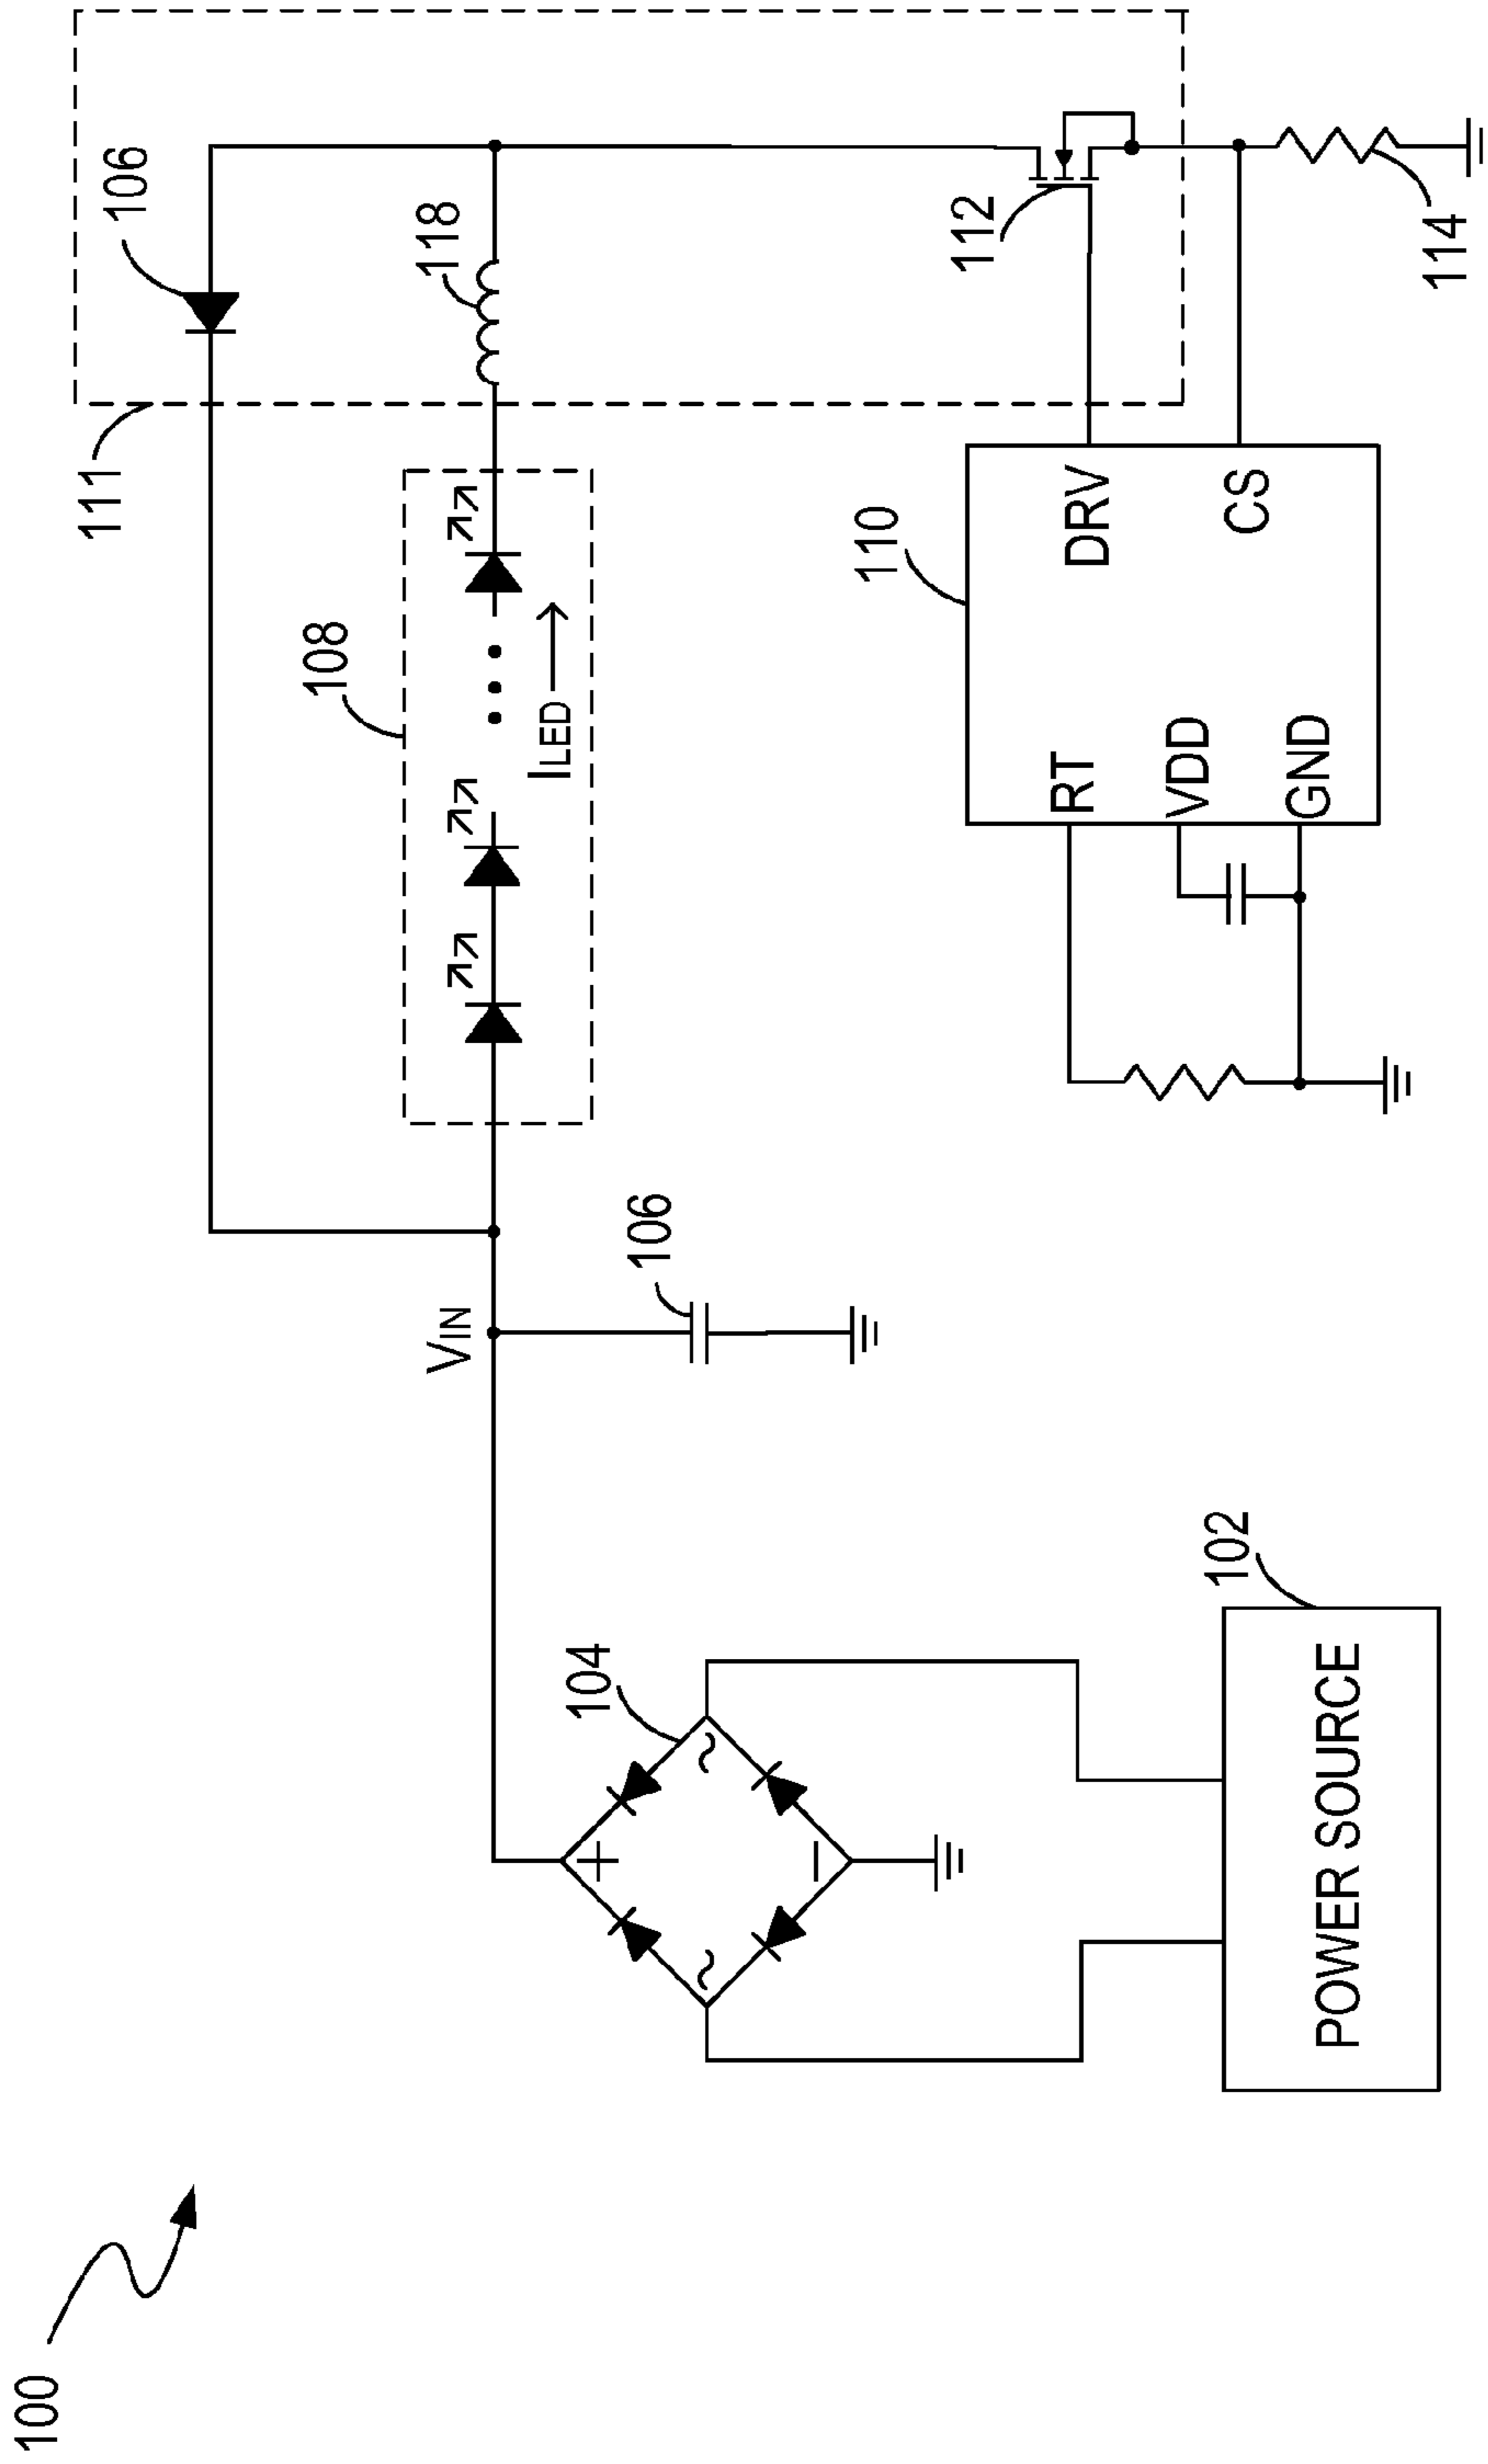 100
111
106
118
108
ILED
VIN
106
112
114
110
DRV
CS
RT
VDD
GND
104
+
~
~
−
102
POWER SOURCE